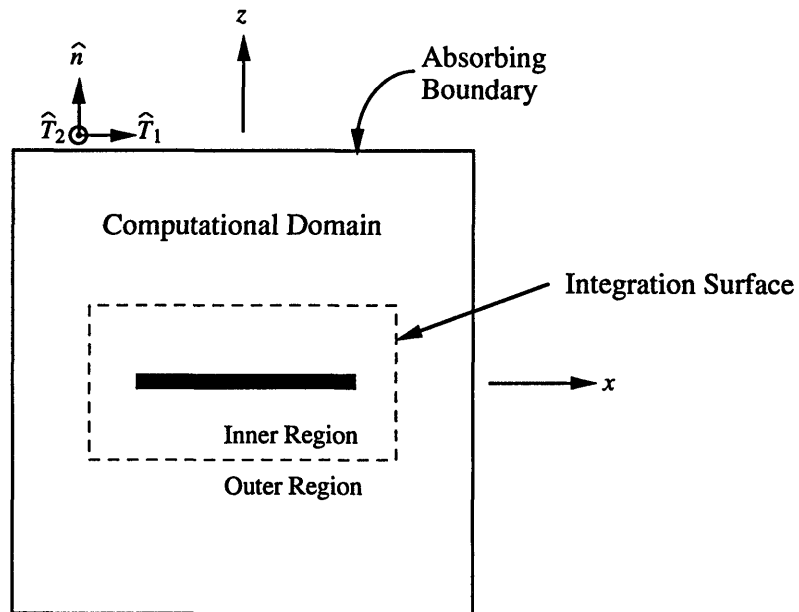 z
n̂
Absorbing
Boundary
T̂₂ T̂₁
Computational Domain
Integration Surface
x
Inner Region
Outer Region